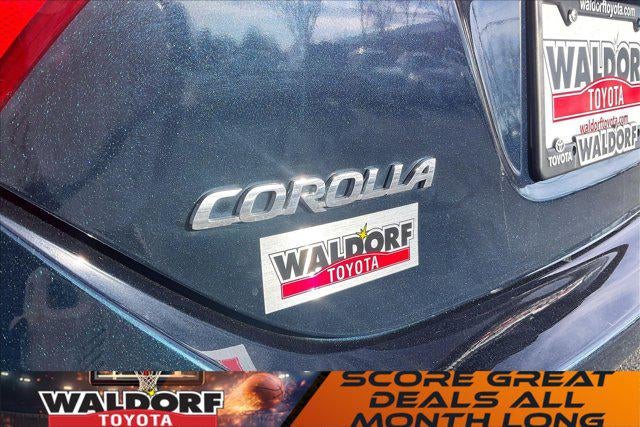 waldorftoyota.com
WALDORF
TOYOTA
waldorftoyota.com
TOYOTA WALDORF
COROLLA
WALDORF
TOYOTA
WALDORF
TOYOTA
SCORE GREAT
DEALS ALL
MONTH LONG